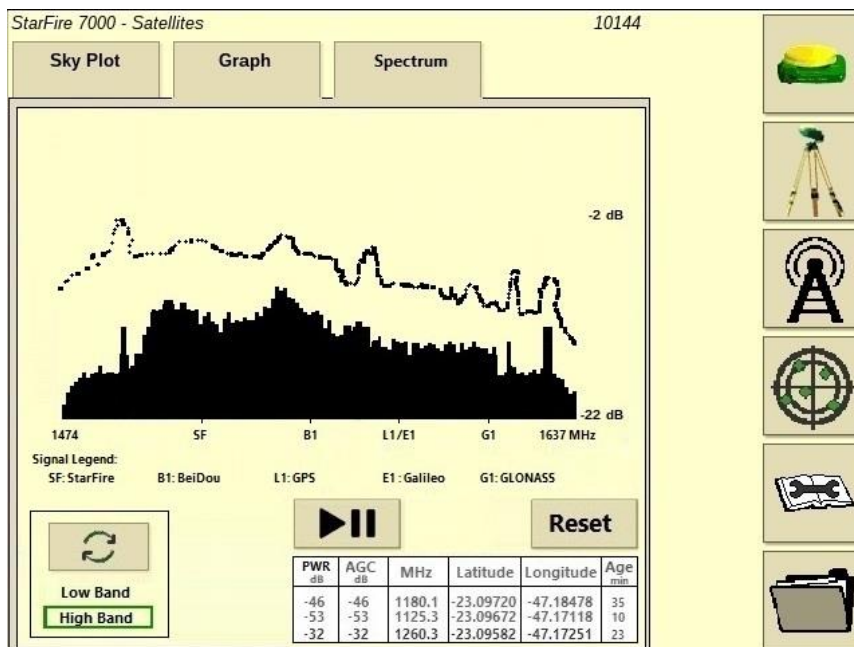 StarFire 7000 - Satellites 10144
Sky Plot Graph Spectrum
-2 dB
-22 dB
1474 SF B1 L1/E1 G1 1637 MHz
Signal Legend:
SF: StarFire B1: BeiDou L1: GPS E1 : Galileo G1: GLONASS
Reset
PWR dB AGC dB MHz Latitude Longitude Age min
-46 -46 1180.1 -23.09720 -47.18478 35
-53 -53 1125.3 -23.09672 -47.17118 10
-32 -32 1260.3 -23.09582 -47.17251 23
Low Band
High Band